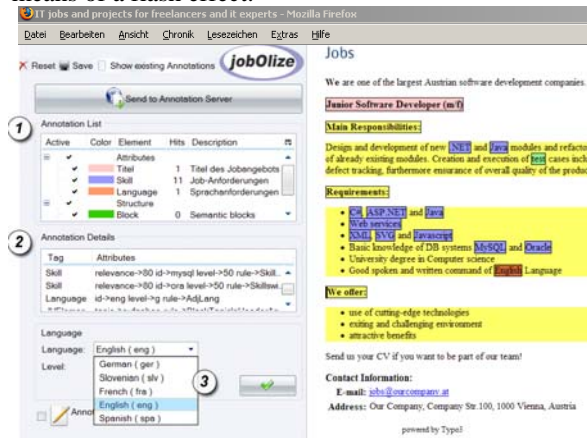 means of a flash effect.
IT jobs and projects for freelancers and it experts - Mozilla Firefox
Datei Bearbeiten Ansicht Chronik Lesezeichen Extras Hilfe
Reset Save Show existing Annotations jobOlize
Send to Annotation Server
1
Annotation List
Active Color Element Hits Description
Attributes
Titel 1 Titel des Jobangebots
Skill 11 Job-Anforderungen
Language 1 Sprachanforderungen
Structure
Block 0 Semantic blocks
2
Annotation Details
Tag Attributes
Skill relevance->80 id->mysql level->50 rule->Skill..
Skill relevance->80 id->ora level->50 rule->Skillswi..
Language id->eng level->g rule->AdjLang
Language
Language: English ( eng )
Level:
German ( ger )
Slovenian ( slv )
French ( fra )
English ( eng )
Spanish ( spa )
3
Annot
Jobs
We are one of the largest Austrian software development companies.
Junior Software Developer (m/f)
Main Responsibilities:
Design and development of new .NET and Java modules and refacto
of already existing modules. Creation and execution of test cases inclu
defect tracking, furthermore ensurance of overall quality of the produc
Requirements:
• C#, ASP.NET and Java
• Web services
• XML, SVG and Javascript
• Basic knowledge of DB systems MySQL and Oracle
• University degree in Computer science
• Good spoken and written command of English Language
We offer:
• use of cutting-edge technologies
• exiting and challenging environment
• attractive benefits
Send us your CV if you want to be part of our team!
Contact Information:
E-mail: jobs@ourcompany.at
Address: Our Company, Company Str.100, 1000 Vienna, Austria
powered by Typo3